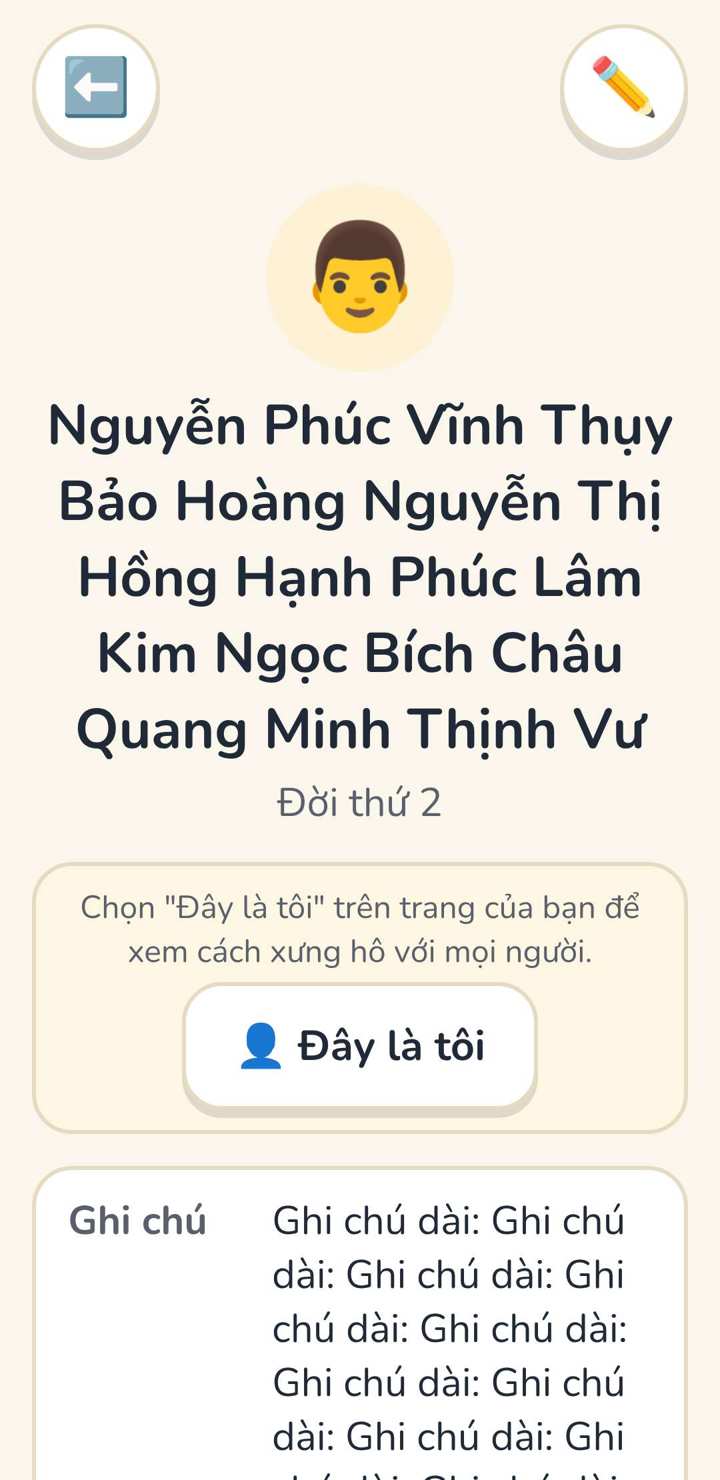 Nguyễn Phúc Vĩnh Thụy
Bảo Hoàng Nguyễn Thị
Hồng Hạnh Phúc Lâm
Kim Ngọc Bích Châu
Quang Minh Thịnh Vư
Đời thứ 2
Chọn "Đây là tôi" trên trang của bạn để
xem cách xưng hô với mọi người.
Đây là tôi
Ghi chú
Ghi chú dài: Ghi chú
dài: Ghi chú dài: Ghi
chú dài: Ghi chú dài:
Ghi chú dài: Ghi chú
dài: Ghi chú dài: Ghi